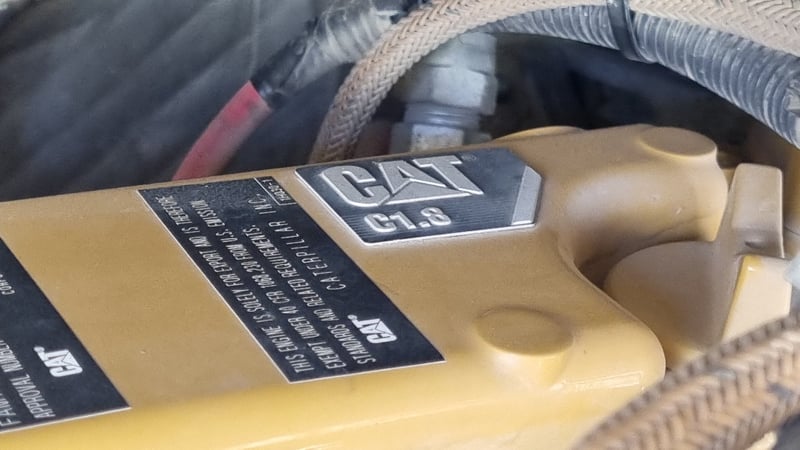 CAT
C1.8
THIS ENGINE IS SOLELY FOR EXPORT AND IS THEREFORE
EXEMPT UNDER 40 CFR 1068.230 FROM U.S. EMISSION
STANDARDS AND RELATED REQUIREMENTS.
CAT
CATERPILLAR INC.
APPROVAL NUMBER
CAT